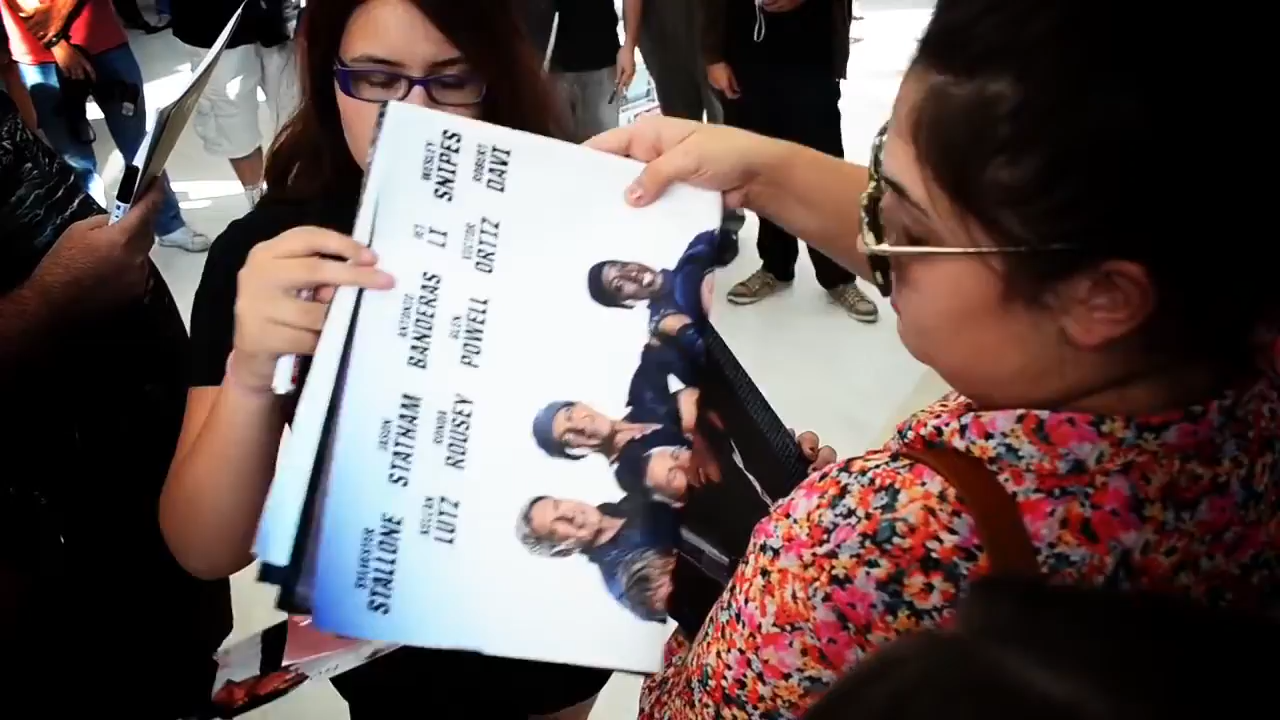 SYLVESTER
STALLONE
JASON
STATHAM
ANTONIO
BANDERAS
JET
LI
WESLEY
SNIPES
KELLAN
LUTZ
RONDA
ROUSEY
GLEN
POWELL
VICTOR
ORTIZ
ROBERT
DAVI